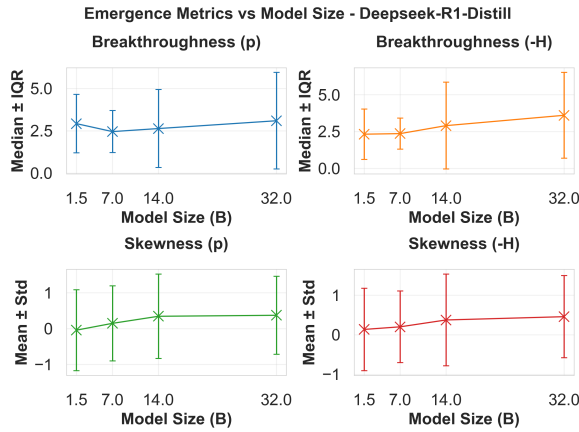 Emergence Metrics vs Model Size - Deepseek-R1-Distill
Breakthroughness (p)
Median ± IQR
5.0
2.5
0.0
1.5 7.0 14.0 32.0
Model Size (B)
Breakthroughness (-H)
Median ± IQR
5.0
2.5
0.0
1.5 7.0 14.0 32.0
Model Size (B)
Skewness (p)
Mean ± Std
1
0
−1
1.5 7.0 14.0 32.0
Model Size (B)
Skewness (-H)
Mean ± Std
1
0
−1
1.5 7.0 14.0 32.0
Model Size (B)